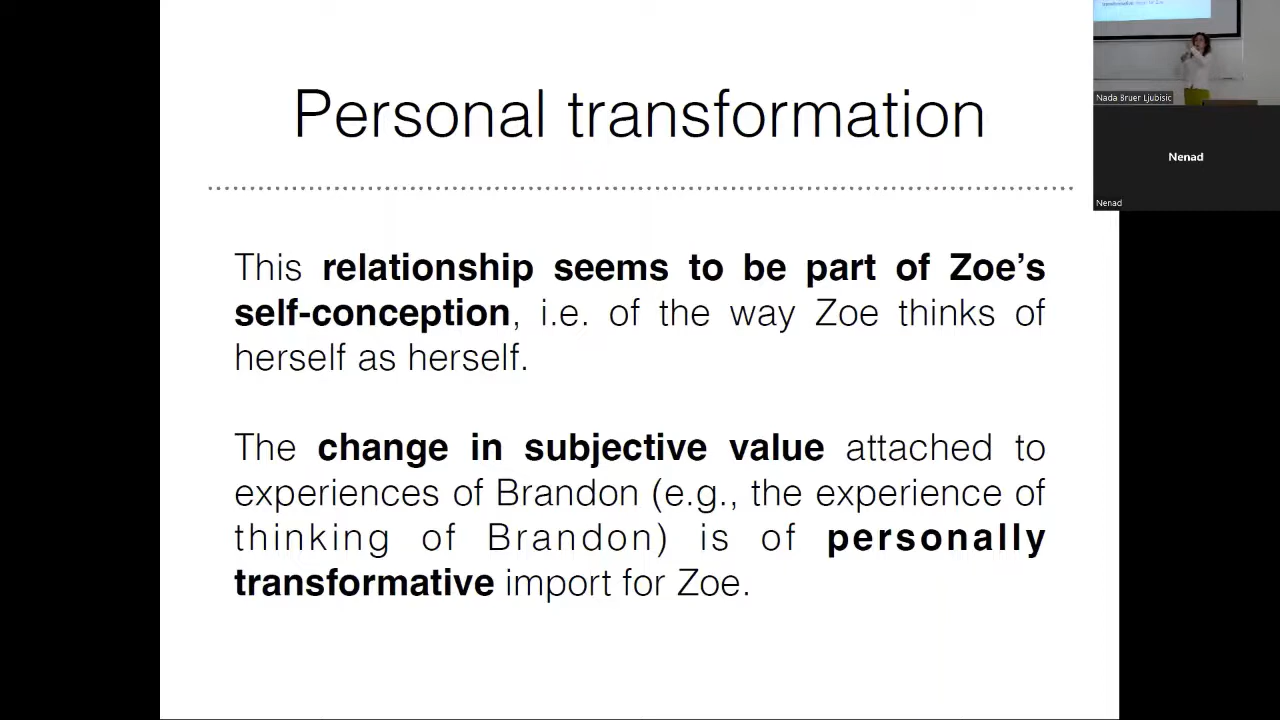 Personal transformation
This relationship seems to be part of Zoe's
self-conception, i.e. of the way Zoe thinks of
herself as herself.
The change in subjective value attached to
experiences of Brandon (e.g., the experience of
thinking of Brandon) is of personally
transformative import for Zoe.
Nada Bruer Ljubisic
Nenad
Nenad